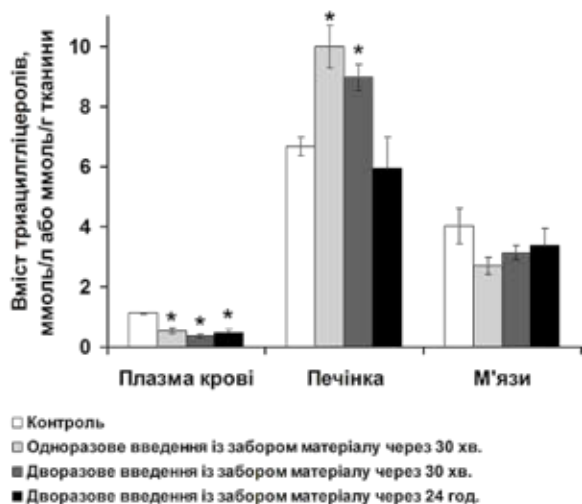 Вміст триацилгліцеролів,
ммоль/л або ммоль/г тканини
10
8
6
4
2
0
* * *
* *
Плазма крові Печінка М'язи
Контроль
Одноразове введення із забором матеріалу через 30 хв.
Дворазове введення із забором матеріалу через 30 хв.
Дворазове введення із забором матеріалу через 24 год.